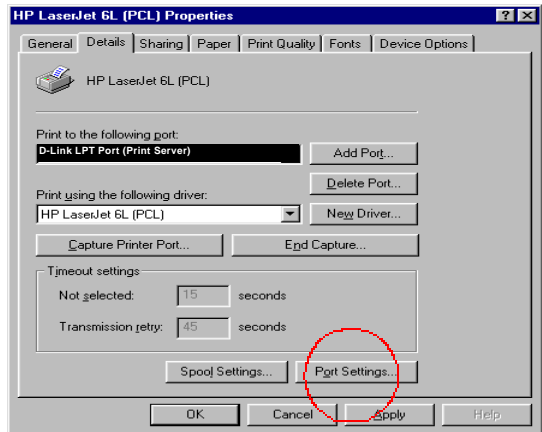 HP LaserJet 6L (PCL) Properties
General Details Sharing Paper Print Quality Fonts Device Options
HP LaserJet 6L (PCL)
Print to the following port:
D-Link LPT Port (Print Server)
Add Port...
Delete Port...
Print using the following driver:
HP LaserJet 6L (PCL)
New Driver...
Capture Printer Port... End Capture...
Timeout settings
Not selected: 15 seconds
Transmission retry: 45 seconds
Spool Settings... Port Settings...
OK Cancel Apply Help